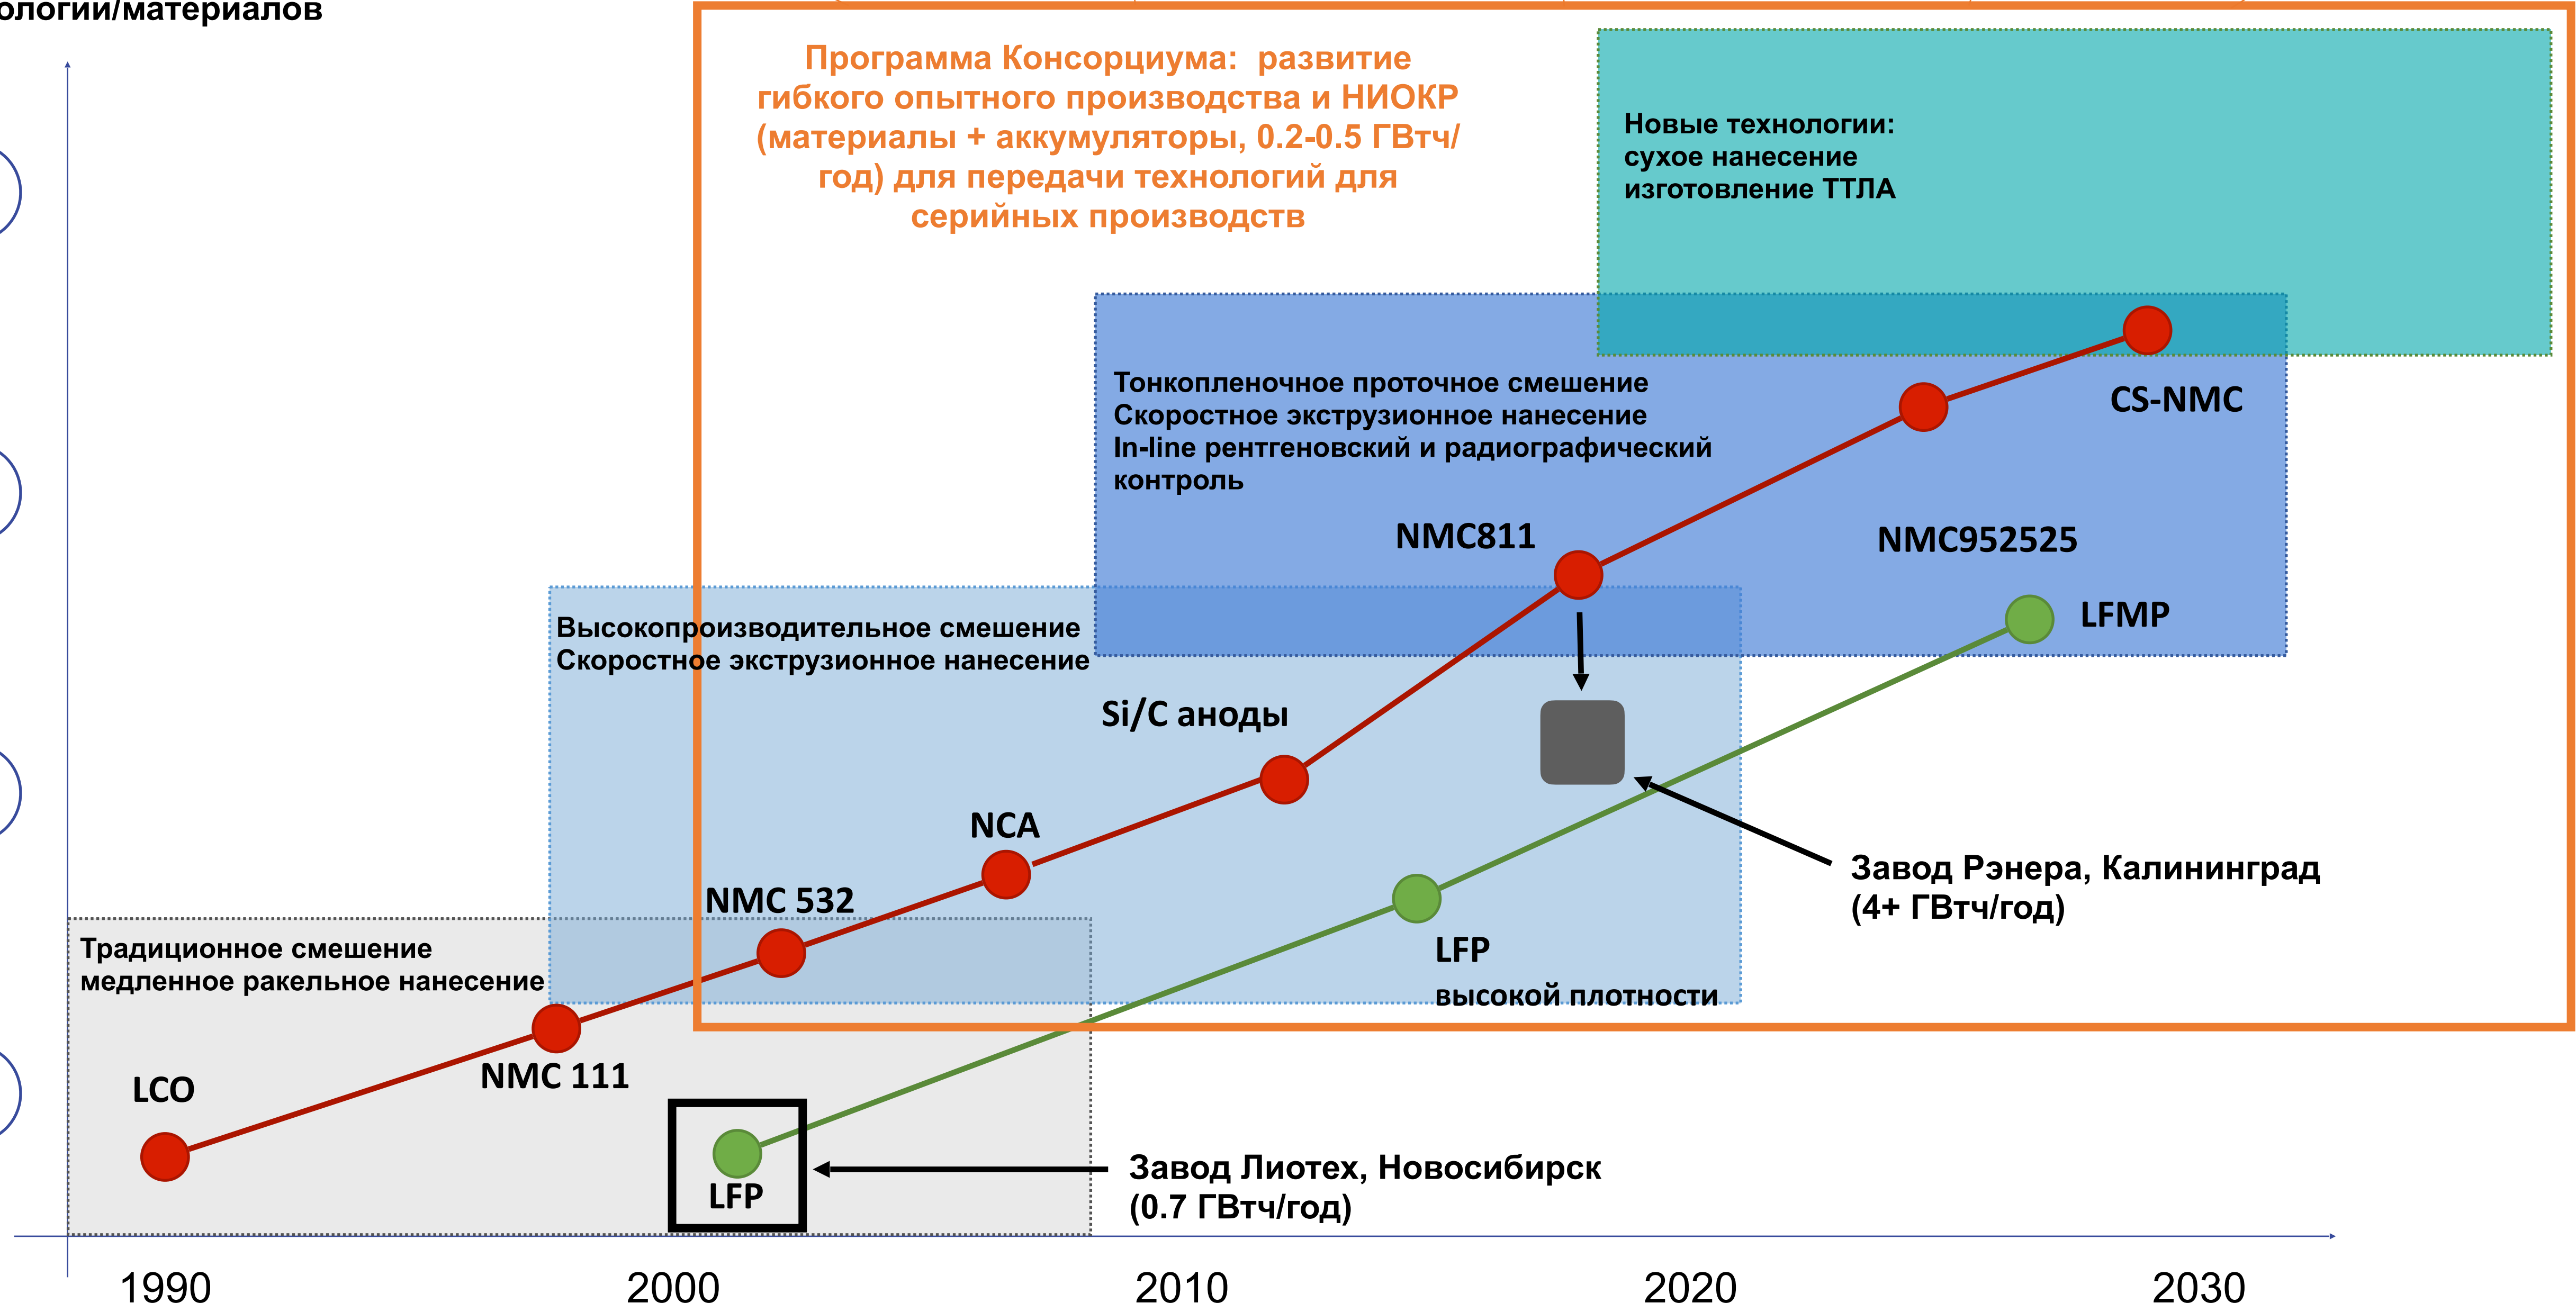 ологии/материалов
Программа Консорциума: развитие
гибкого опытного производства и НИОКР
(материалы + аккумуляторы, 0.2-0.5 ГВтч/
год) для передачи технологий для
серийных производств
Новые технологии:
сухое нанесение
изготовление ТТЛА
Тонкопленочное проточное смешение
Скоростное экструзионное нанесение
In-line рентгеновский и радиографический
контроль
CS-NMC
NMC811
NMC952525
LFMP
Высокопроизводительное смешение
Скоростное экструзионное нанесение
Si/C аноды
NCA
NMC 532
Завод Рэнера, Калининград
(4+ ГВтч/год)
LFP
высокой плотности
Традиционное смешение
медленное ракельное нанесение
NMC 111
LCO
LFP
Завод Лиотех, Новосибирск
(0.7 ГВтч/год)
1990
2000
2010
2020
2030